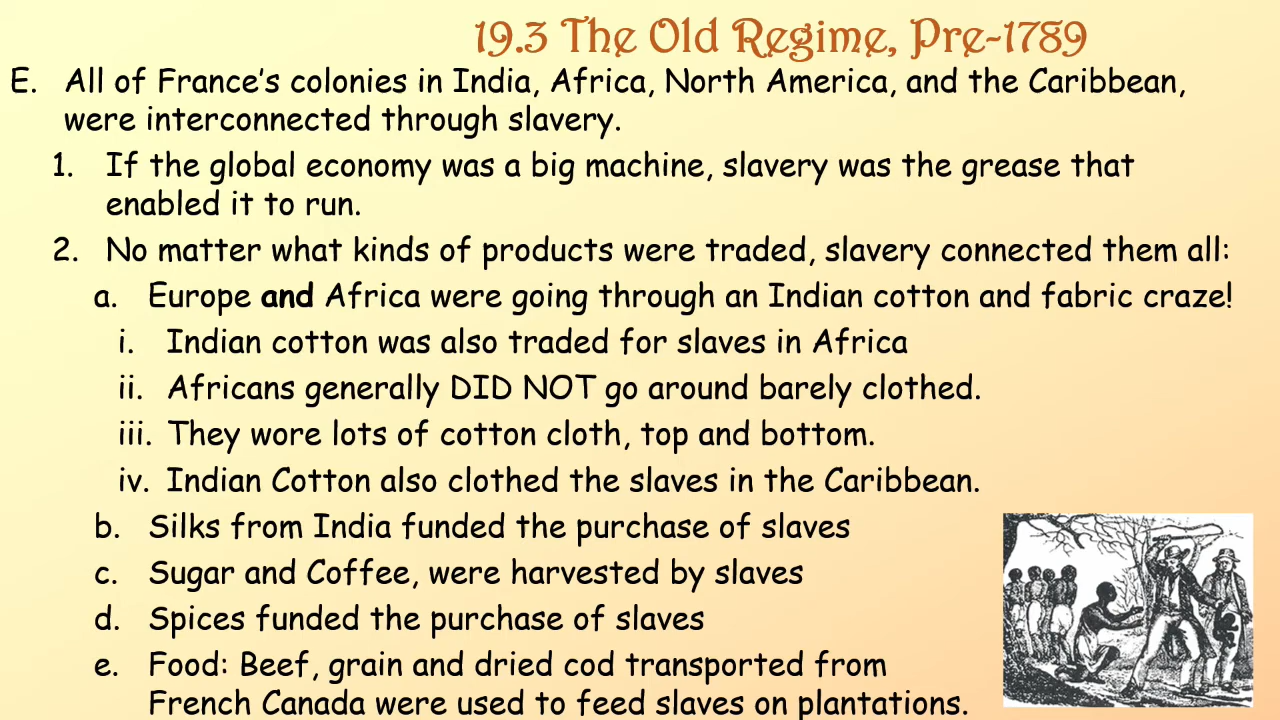 19.3 The Old Regime, Pre-1789
E. All of France's colonies in India, Africa, North America, and the Caribbean,
were interconnected through slavery.
1. If the global economy was a big machine, slavery was the grease that
enabled it to run.
2. No matter what kinds of products were traded, slavery connected them all:
a. Europe and Africa were going through an Indian cotton and fabric craze!
i. Indian cotton was also traded for slaves in Africa
ii. Africans generally DID NOT go around barely clothed.
iii. They wore lots of cotton cloth, top and bottom.
iv. Indian Cotton also clothed the slaves in the Caribbean.
b. Silks from India funded the purchase of slaves
c. Sugar and Coffee, were harvested by slaves
d. Spices funded the purchase of slaves
e. Food: Beef, grain and dried cod transported from
French Canada were used to feed slaves on plantations.